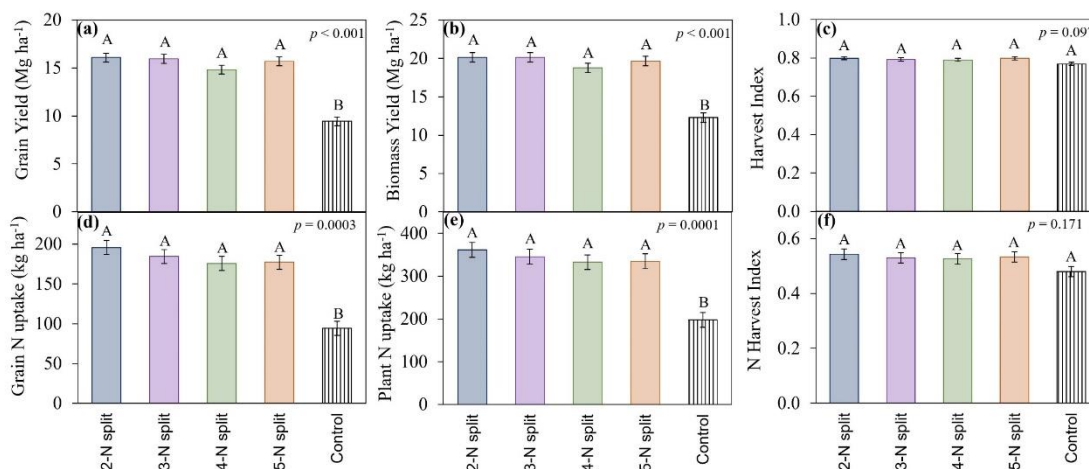 Grain Yield (Mg ha-1)
20
15
10
5
0
(a)
p < 0.001
A
A
A
A
B
Biomass Yield (Mg ha-1)
25
20
15
10
5
0
(b)
p < 0.001
A
A
A
A
B
Harvest Index
1.0
0.8
0.6
0.4
0.2
0.0
(c)
p = 0.097
A
A
A
A
A
Grain N uptake (kg ha-1)
200
150
100
50
0
(d)
p = 0.0003
A
A
A
A
B
2-N split
3-N split
4-N split
5-N split
Control
Plant N uptake (kg ha-1)
400
300
200
100
0
(e)
p = 0.0001
A
A
A
A
B
2-N split
3-N split
4-N split
5-N split
Control
N Harvest Index
0.6
0.4
0.2
0.0
(f)
p = 0.171
A
A
A
A
A
2-N split
3-N split
4-N split
5-N split
Control